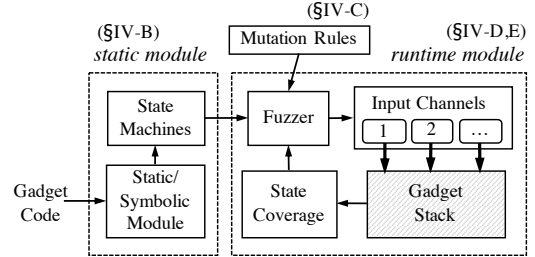 (§IV-B)
static module
(§IV-C)
Mutation Rules
(§IV-D,E)
runtime module
State
Machines
Fuzzer
Input Channels
1 2 ...
Gadget
Code
Static/
Symbolic
Module
State
Coverage
Gadget
Stack